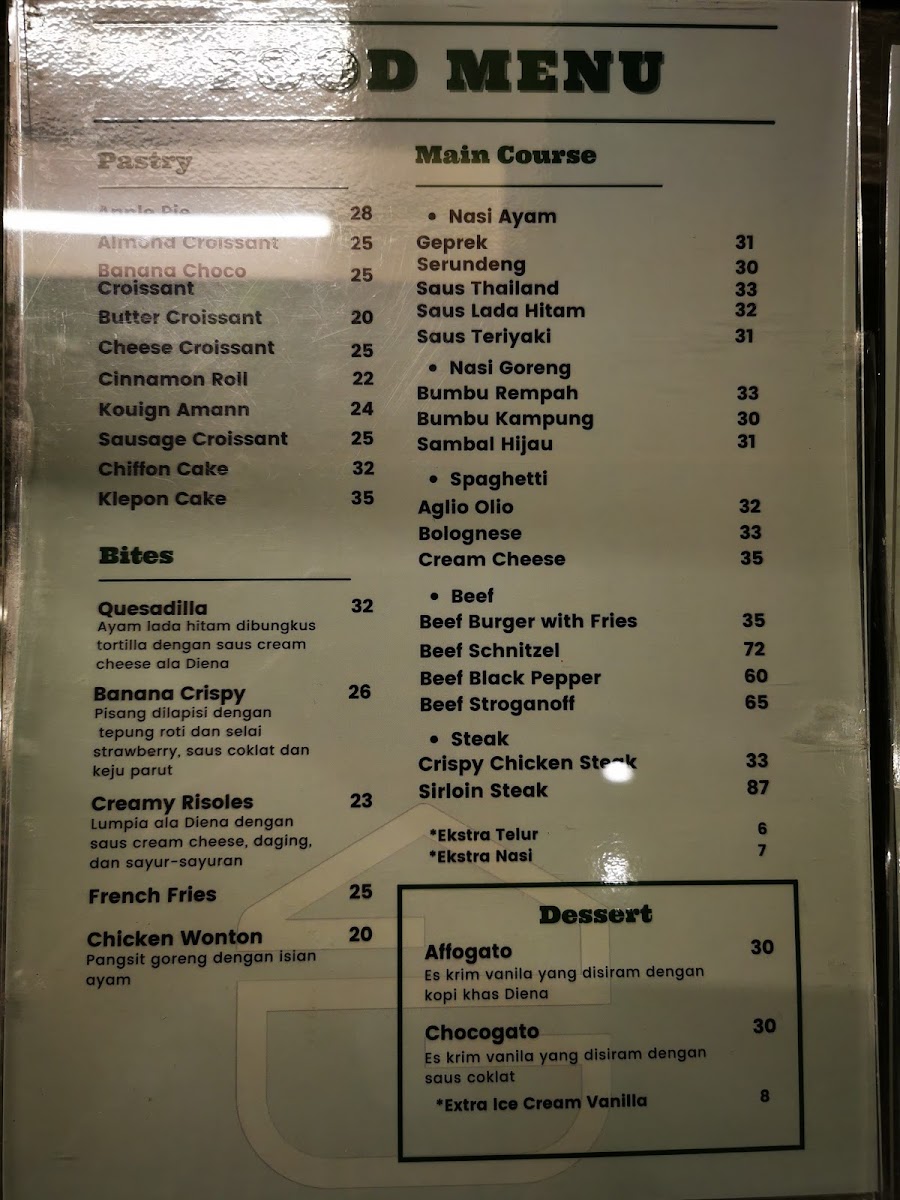 FOOD MENU
Pastry
Apple Pie 28
Almond Croissant 25
Banana Choco
Croissant 25
Butter Croissant 20
Cheese Croissant 25
Cinnamon Roll 22
Kouign Amann 24
Sausage Croissant 25
Chiffon Cake 32
Klepon Cake 35
Bites
Quesadilla 32
Ayam lada hitam dibungkus
tortilla dengan saus cream
cheese ala Diena
Banana Crispy 26
Pisang dilapisi dengan
tepung roti dan selai
strawberry, saus coklat dan
keju parut
Creamy Risoles 23
Lumpia ala Diena dengan
saus cream cheese, daging,
dan sayur-sayuran
French Fries 25
Chicken Wonton 20
Pangsit goreng dengan isian
ayam
Main Course
• Nasi Ayam
Geprek 31
Serundeng 30
Saus Thailand 33
Saus Lada Hitam 32
Saus Teriyaki 31
• Nasi Goreng
Bumbu Rempah 33
Bumbu Kampung 30
Sambal Hijau 31
• Spaghetti
Aglio Olio 32
Bolognese 33
Cream Cheese 35
• Beef
Beef Burger with Fries 35
Beef Schnitzel 72
Beef Black Pepper 60
Beef Stroganoff 65
• Steak
Crispy Chicken Steak 33
Sirloin Steak 87
*Ekstra Telur 6
*Ekstra Nasi 7
Dessert
Affogato 30
Es krim vanila yang disiram dengan
kopi khas Diena
Chocogato 30
Es krim vanila yang disiram dengan
saus coklat
*Extra Ice Cream Vanilla 8